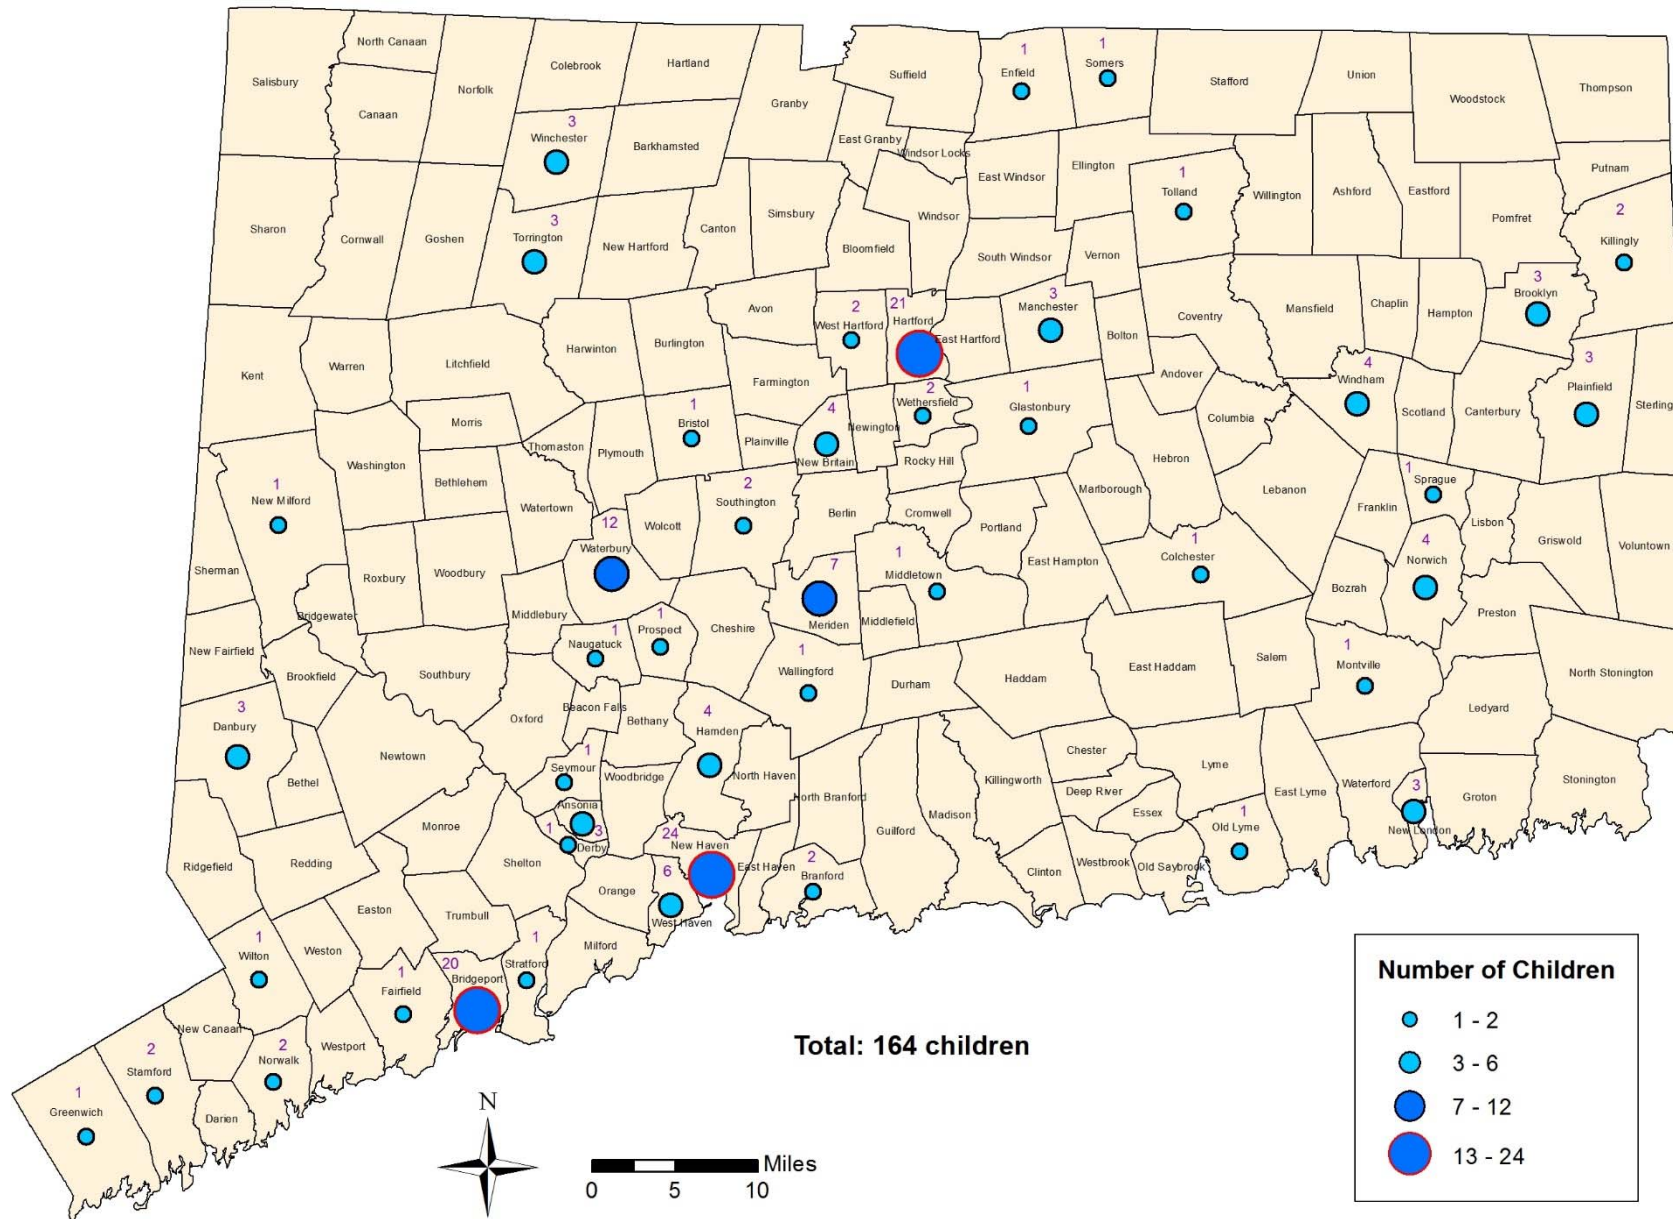 North Canaan
Colebrook
Hartland
Salisbury
Norfolk
Canaan
Granby
Suffield
1
Enfield
1
Somers
Stafford
Union
Woodstock
Thompson
3
Winchester
Barkhamsted
East Granby
Windsor Locks
East Windsor
Ellington
1
Tolland
Willington
Ashford
Eastford
Putnam
Pomfret
2
Killingly
Sharon
Cornwall
Goshen
3
Torrington
New Hartford
Canton
Simsbury
Bloomfield
Windsor
South Windsor
Vernon
Kent
Warren
Litchfield
Harwinton
Burlington
Avon
2
West Hartford
21
Hartford
East Hartford
3
Manchester
Bolton
Coventry
Mansfield
Chaplin
Hampton
3
Brooklyn
Morris
Farmington
1
Bristol
Plainville
4
New Britain
Newington
2
Wethersfield
Rocky Hill
1
Glastonbury
Andover
Columbia
Hebron
4
Windham
Scotland
Canterbury
3
Plainfield
Sterling
Washington
Bethlehem
Thomaston
Plymouth
Watertown
1
New Milford
2
Southington
Wolcott
Berlin
Cromwell
Portland
Marlborough
Lebanon
Franklin
1
Sprague
Lisbon
Griswold
Voluntown
Sherman
Bridgewater
Roxbury
Woodbury
12
Waterbury
Middlebury
7
Meriden
1
Middletown
Middlefield
East Hampton
1
Colchester
Bozrah
4
Norwich
Preston
New Fairfield
Brookfield
Southbury
1
Naugatuck
1
Prospect
Cheshire
1
Wallingford
Durham
Haddam
East Haddam
Salem
1
Montville
Ledyard
North Stonington
3
Danbury
Bethel
Newtown
Oxford
Beacon Falls
Bethany
4
Hamden
North Haven
1
Seymour
Woodbridge
Ansonia
3
1
Derby
North Branford
Guilford
Madison
Killingworth
Chester
Deep River
Essex
Lyme
East Lyme
Waterford
3
New London
Groton
Stonington
Ridgefield
Redding
Monroe
Shelton
Orange
24
New Haven
East Haven
6
West Haven
2
Branford
Clinton
Westbrook
Old Saybrook
1
Old Lyme
Easton
Trumbull
Milford
1
Wilton
Weston
1
Fairfield
20
Bridgeport
1
Stratford
New Canaan
Westport
2
Norwalk
2
Stamford
Darien
1
Greenwich
Total: 164 children
N
Miles
0 5 10
Number of Children
1 - 2
3 - 6
7 - 12
13 - 24